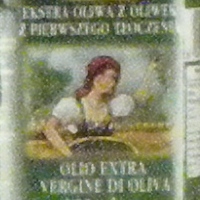 EKSTRA OLIWA Z OLIWEK
Z PIERWSZEGO TŁOCZENIA
OLIO EXTRA
VERGINE DI OLIVA